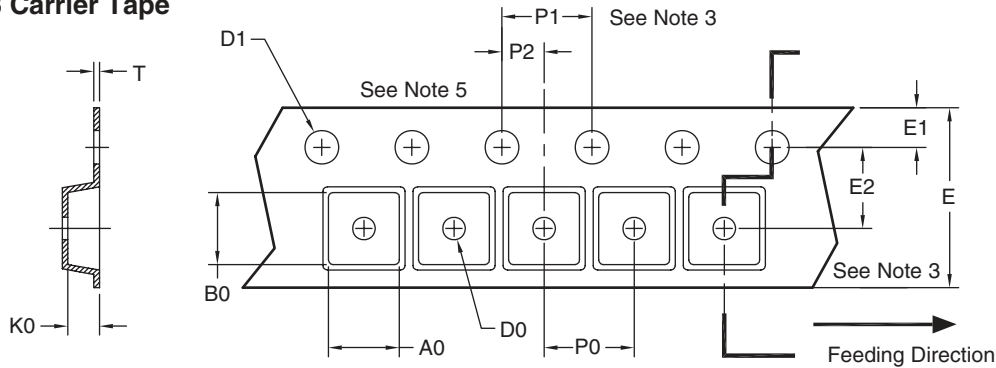 Carrier Tape
P1
See Note 3
D1
P2
T
See Note 5
E1
E2
E
B0
See Note 3
K0
A0
D0
P0
Feeding Direction